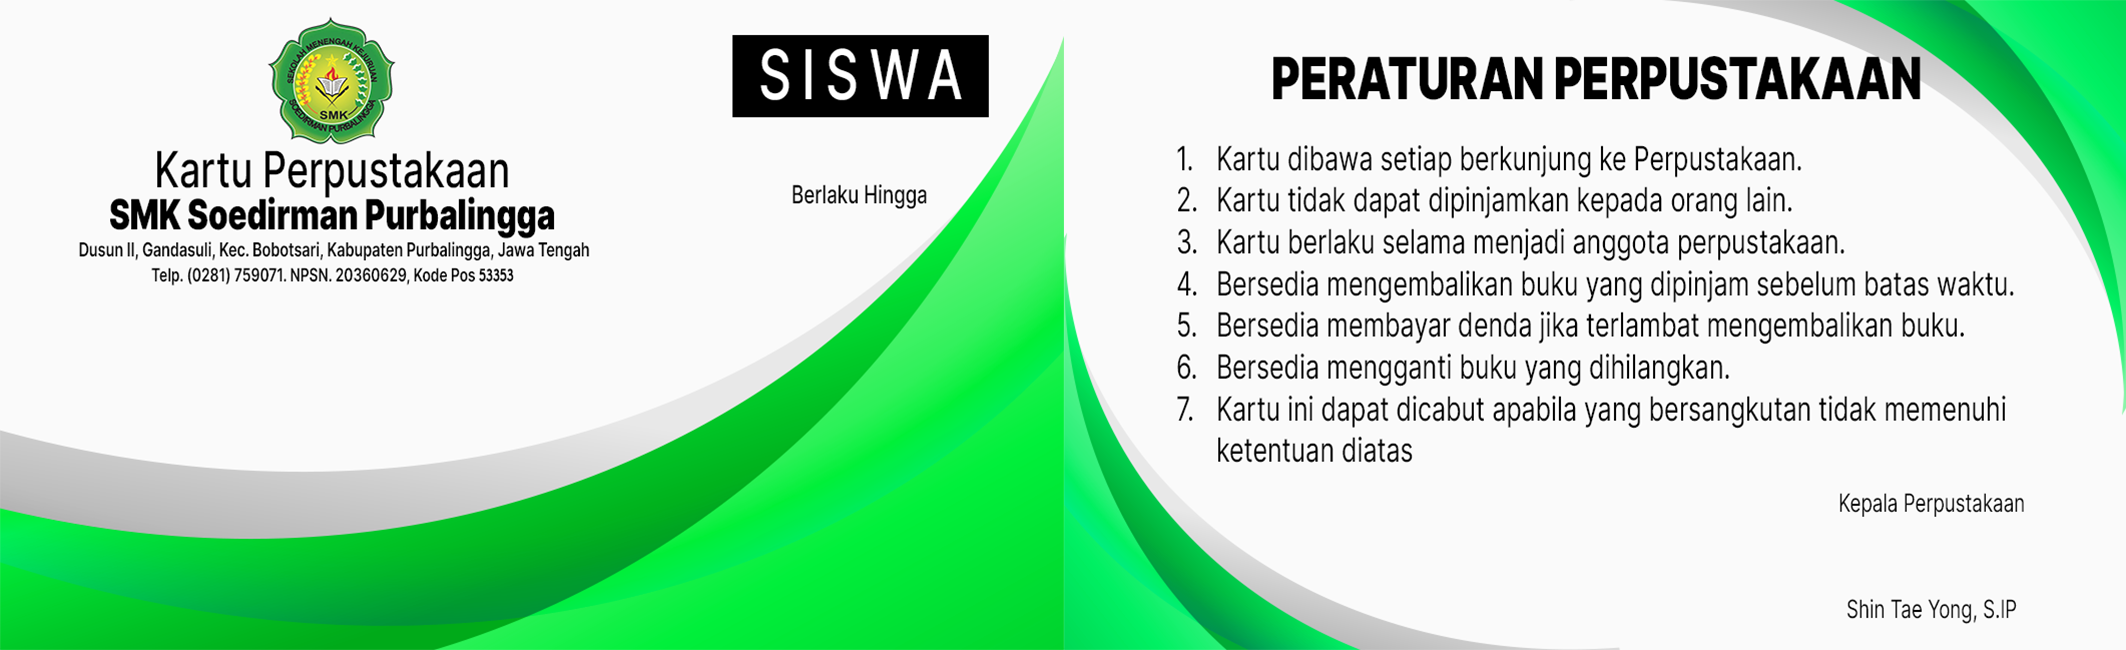 SEKOLAH MENENGAH KEJURUAN
SMK
SOEDIRMAN PURBALINGGA
Kartu Perpustakaan
SMK Soedirman Purbalingga
Dusun II, Gandasuli, Kec. Bobotsari, Kabupaten Purbalingga, Jawa Tengah
Telp. (0281) 759071. NPSN. 20360629, Kode Pos 53353
SISWA
Berlaku Hingga
PERATURAN PERPUSTAKAAN
1. Kartu dibawa setiap berkunjung ke Perpustakaan.
2. Kartu tidak dapat dipinjamkan kepada orang lain.
3. Kartu berlaku selama menjadi anggota perpustakaan.
4. Bersedia mengembalikan buku yang dipinjam sebelum batas waktu.
5. Bersedia membayar denda jika terlambat mengembalikan buku.
6. Bersedia mengganti buku yang dihilangkan.
7. Kartu ini dapat dicabut apabila yang bersangkutan tidak memenuhi
ketentuan diatas
Kepala Perpustakaan
Shin Tae Yong, S.IP